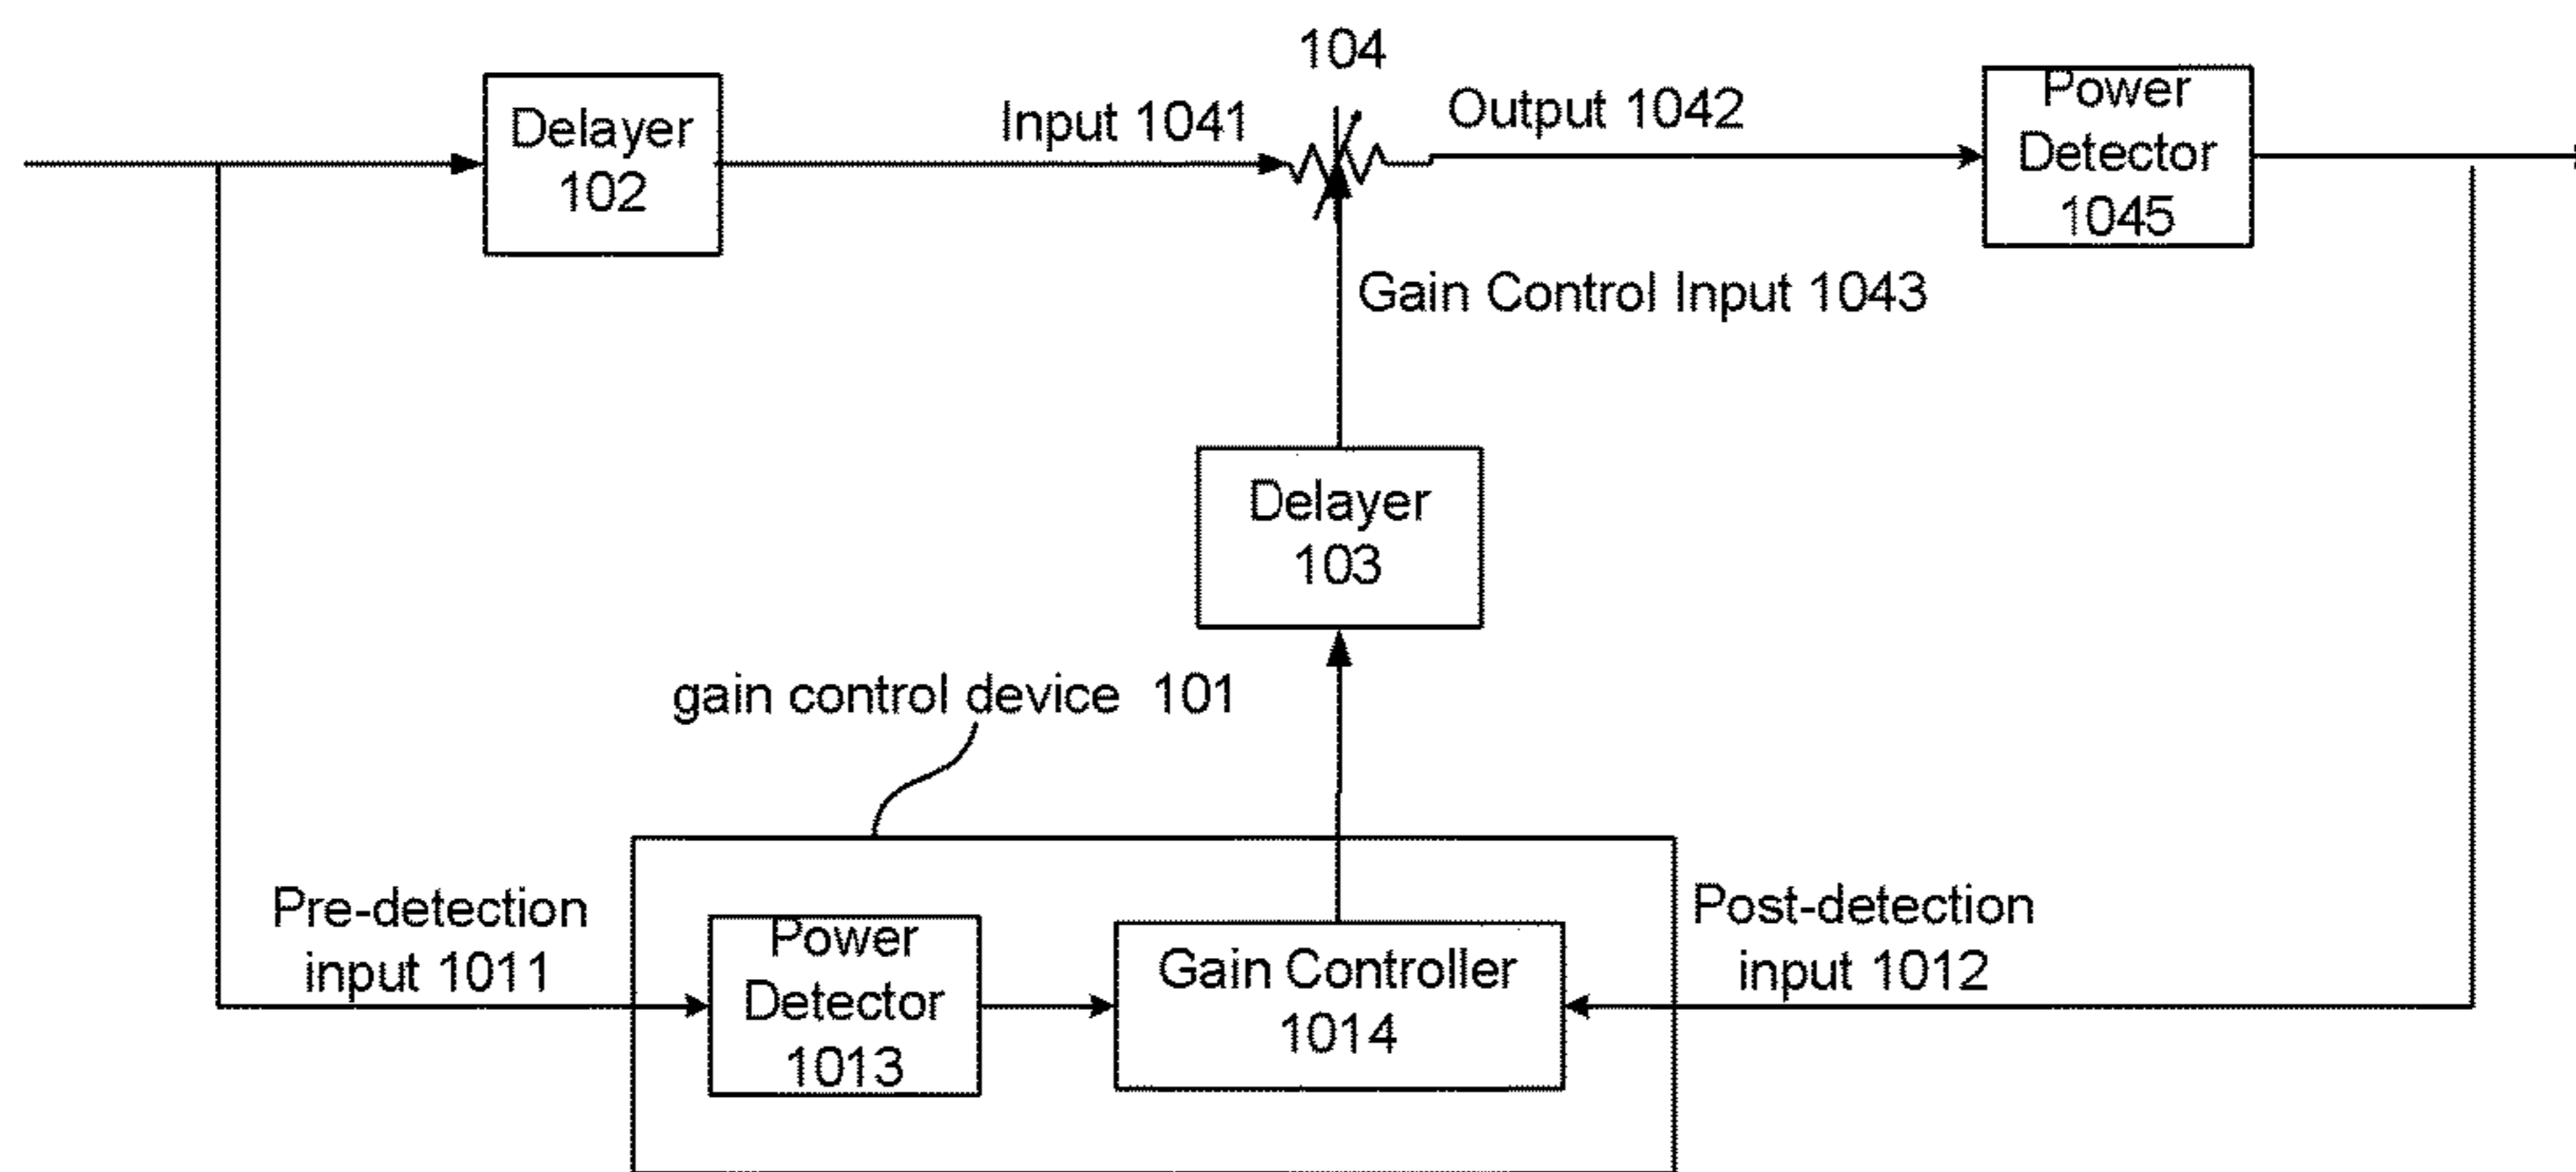 104
Delayer
102
Input 1041
Output 1042
Power
Detector
1045
Gain Control Input 1043
Delayer
103
gain control device 101
Pre-detection
input 1011
Power
Detector
1013
Gain Controller
1014
Post-detection
input 1012